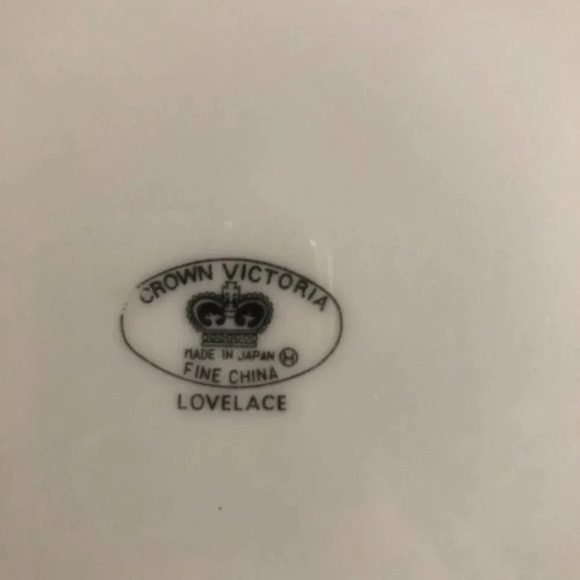 CROWN VICTORIA
MADE IN JAPAN H
FINE CHINA
LOVELACE